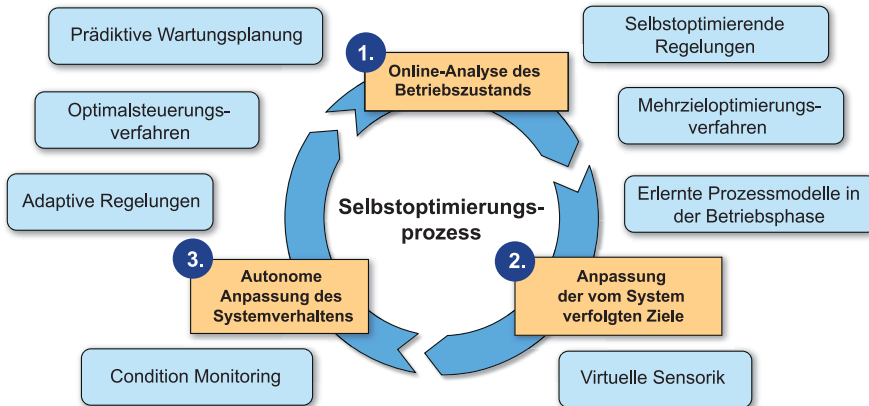 Prädiktive Wartungsplanung
Optimalsteuerungs-
verfahren
Adaptive Regelungen
Condition Monitoring
1.
Online-Analyse des
Betriebszustands
Selbstoptimierungs-
prozess
3.
Autonome
Anpassung des
Systemverhaltens
2.
Anpassung
der vom System
verfolgten Ziele
Selbstoptimierende
Regelungen
Mehrzieloptimierungs-
verfahren
Erlernte Prozessmodelle in
der Betriebsphase
Virtuelle Sensorik